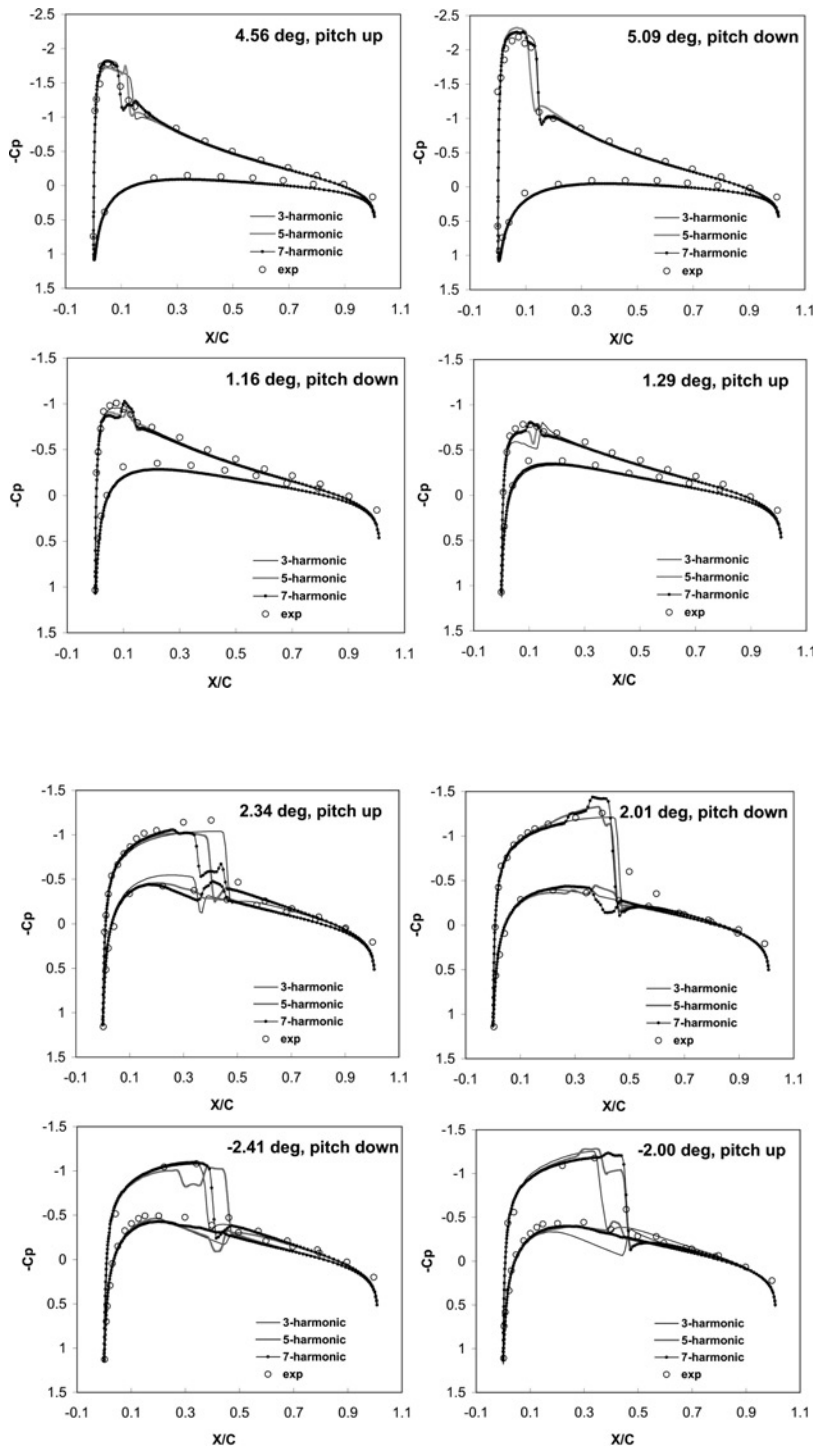 4.56 deg, pitch up
-2.5
-2
-1.5
-1
-0.5
0
0.5
1
1.5
-Cp
3-harmonic
5-harmonic
7-harmonic
exp
-0.1 0.1 0.3 0.5 0.7 0.9 1.1
X/C
5.09 deg, pitch down
-2.5
-2
-1.5
-1
-0.5
0
0.5
1
1.5
-Cp
3-harmonic
5-harmonic
7-harmonic
exp
-0.1 0.1 0.3 0.5 0.7 0.9 1.1
X/C
1.16 deg, pitch down
-1.5
-1
-0.5
0
0.5
1
1.5
-Cp
3-harmonic
5-harmonic
7-harmonic
exp
-0.1 0.1 0.3 0.5 0.7 0.9 1.1
X/C
1.29 deg, pitch up
-1.5
-1
-0.5
0
0.5
1
1.5
-Cp
3-harmonic
5-harmonic
7-harmonic
exp
-0.1 0.1 0.3 0.5 0.7 0.9 1.1
X/C
2.34 deg, pitch up
-1.5
-1
-0.5
0
0.5
1
1.5
-Cp
3-harmonic
5-harmonic
7-harmonic
exp
-0.1 0.1 0.3 0.5 0.7 0.9 1.1
X/C
2.01 deg, pitch down
-1.5
-1
-0.5
0
0.5
1
1.5
-Cp
3-harmonic
5-harmonic
7-harmonic
exp
-0.1 0.1 0.3 0.5 0.7 0.9 1.1
X/C
-2.41 deg, pitch down
-1.5
-1
-0.5
0
0.5
1
1.5
-Cp
3-harmonic
5-harmonic
7-harmonic
exp
-0.1 0.1 0.3 0.5 0.7 0.9 1.1
X/C
-2.00 deg, pitch up
-1.5
-1
-0.5
0
0.5
1
1.5
-Cp
3-harmonic
5-harmonic
7-harmonic
exp
-0.1 0.1 0.3 0.5 0.7 0.9 1.1
X/C